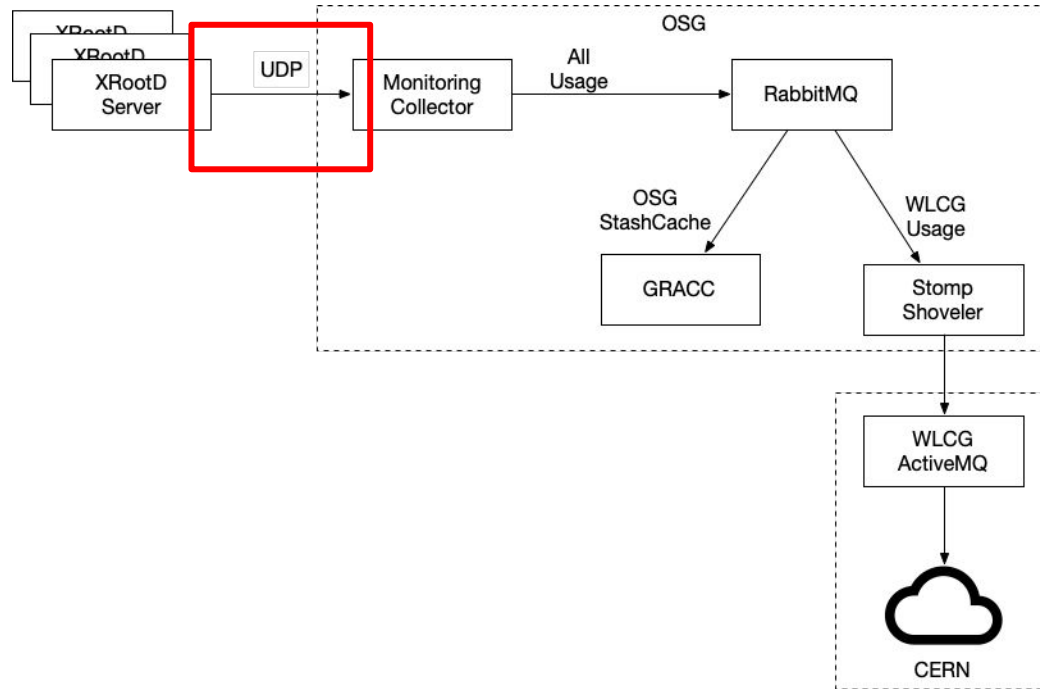 XRootD
XRootD
XRootD
Server
UDP
Monitoring
Collector
All
Usage
OSG
RabbitMQ
OSG
StashCache
WLCG
Usage
GRACC
Stomp
Shoveler
WLCG
ActiveMQ
CERN